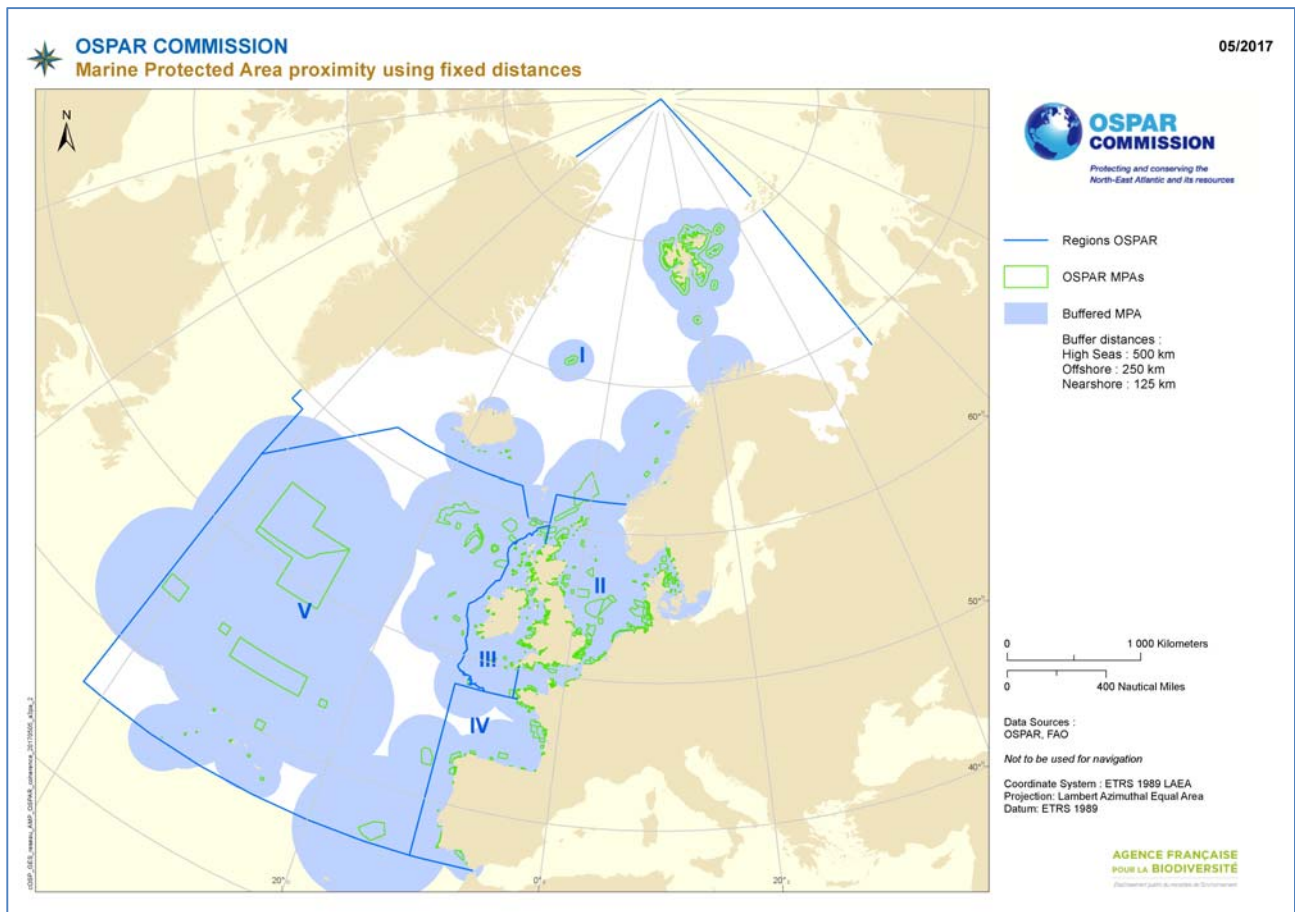 OSPAR COMMISSION
Marine Protected Area proximity using fixed distances
05/2017
N
I
II
III
IV
V
60°
50°
40°
20°
0°
20°
OSPAR
COMMISSION
Protecting and conserving the
North-East Atlantic and its resources
Regions OSPAR
OSPAR MPAs
Buffered MPA
Buffer distances :
High Seas : 500 km
Offshore : 250 km
Nearshore : 125 km
0 1 000 Kilometers
0 400 Nautical Miles
Data Sources :
OSPAR, FAO
Not to be used for navigation
Coordinate System : ETRS 1989 LAEA
Projection: Lambert Azimuthal Equal Area
Datum: ETRS 1989
AGENCE FRANÇAISE
POUR LA BIODIVERSITÉ